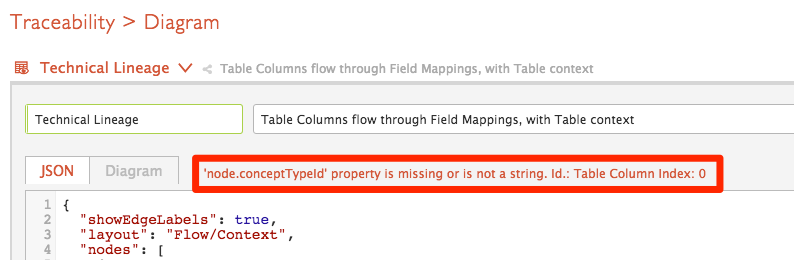 Traceability > Diagram
Technical Lineage Table Columns flow through Field Mappings, with Table context
Technical Lineage Table Columns flow through Field Mappings, with Table context
JSON Diagram 'node.conceptTypeId' property is missing or is not a string. Id.: Table Column Index: 0
1 {
2 "showEdgeLabels": true,
3 "layout": "Flow/Context",
4 "nodes": [